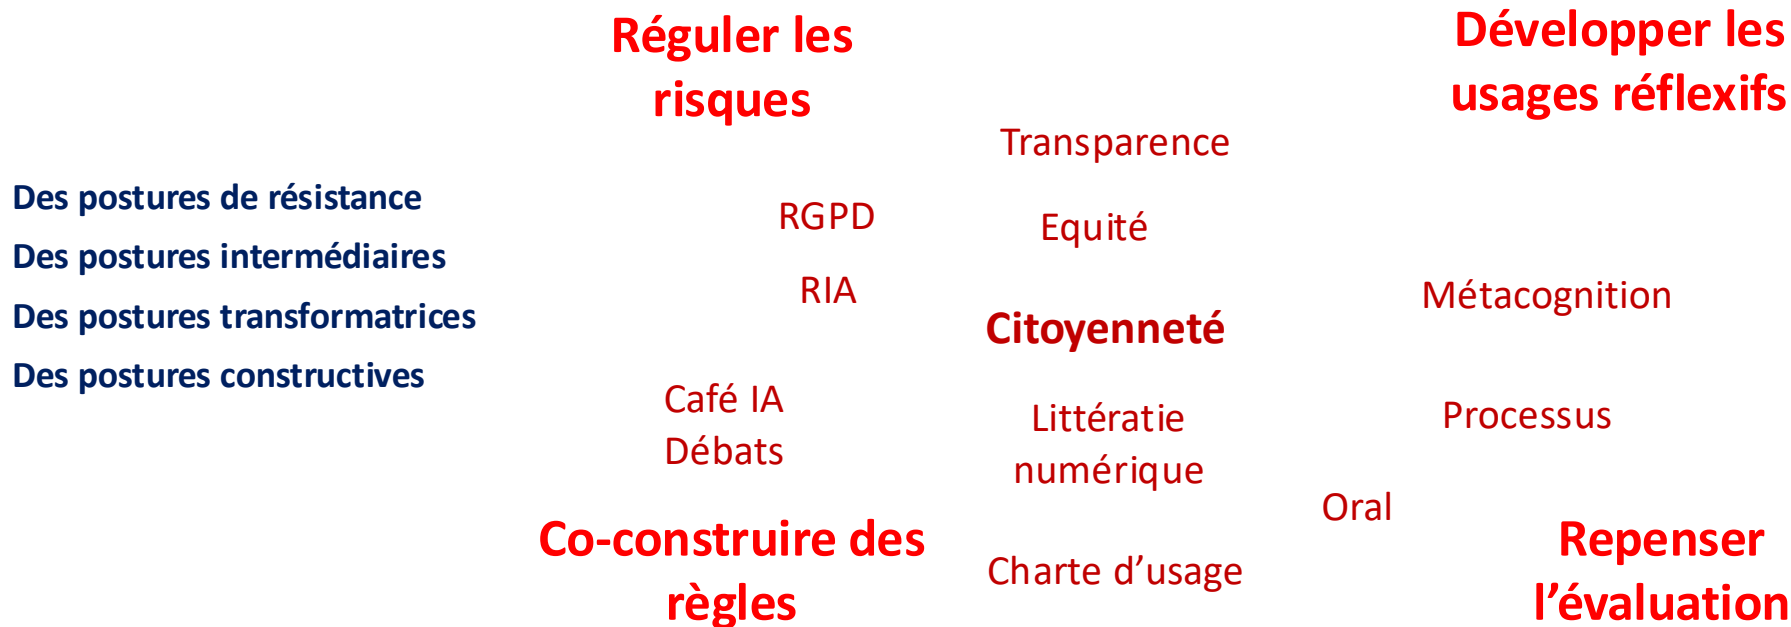 Réguler les
risques
Développer les
usages réflexifs
Transparence
Des postures de résistance
RGPD
Equité
Des postures intermédiaires
RIA
Métacognition
Des postures transformatrices
Citoyenneté
Des postures constructives
Café IA
Débats
Littératie
numérique
Processus
Oral
Co-construire des
règles
Charte d’usage
Repenser
l’évaluation